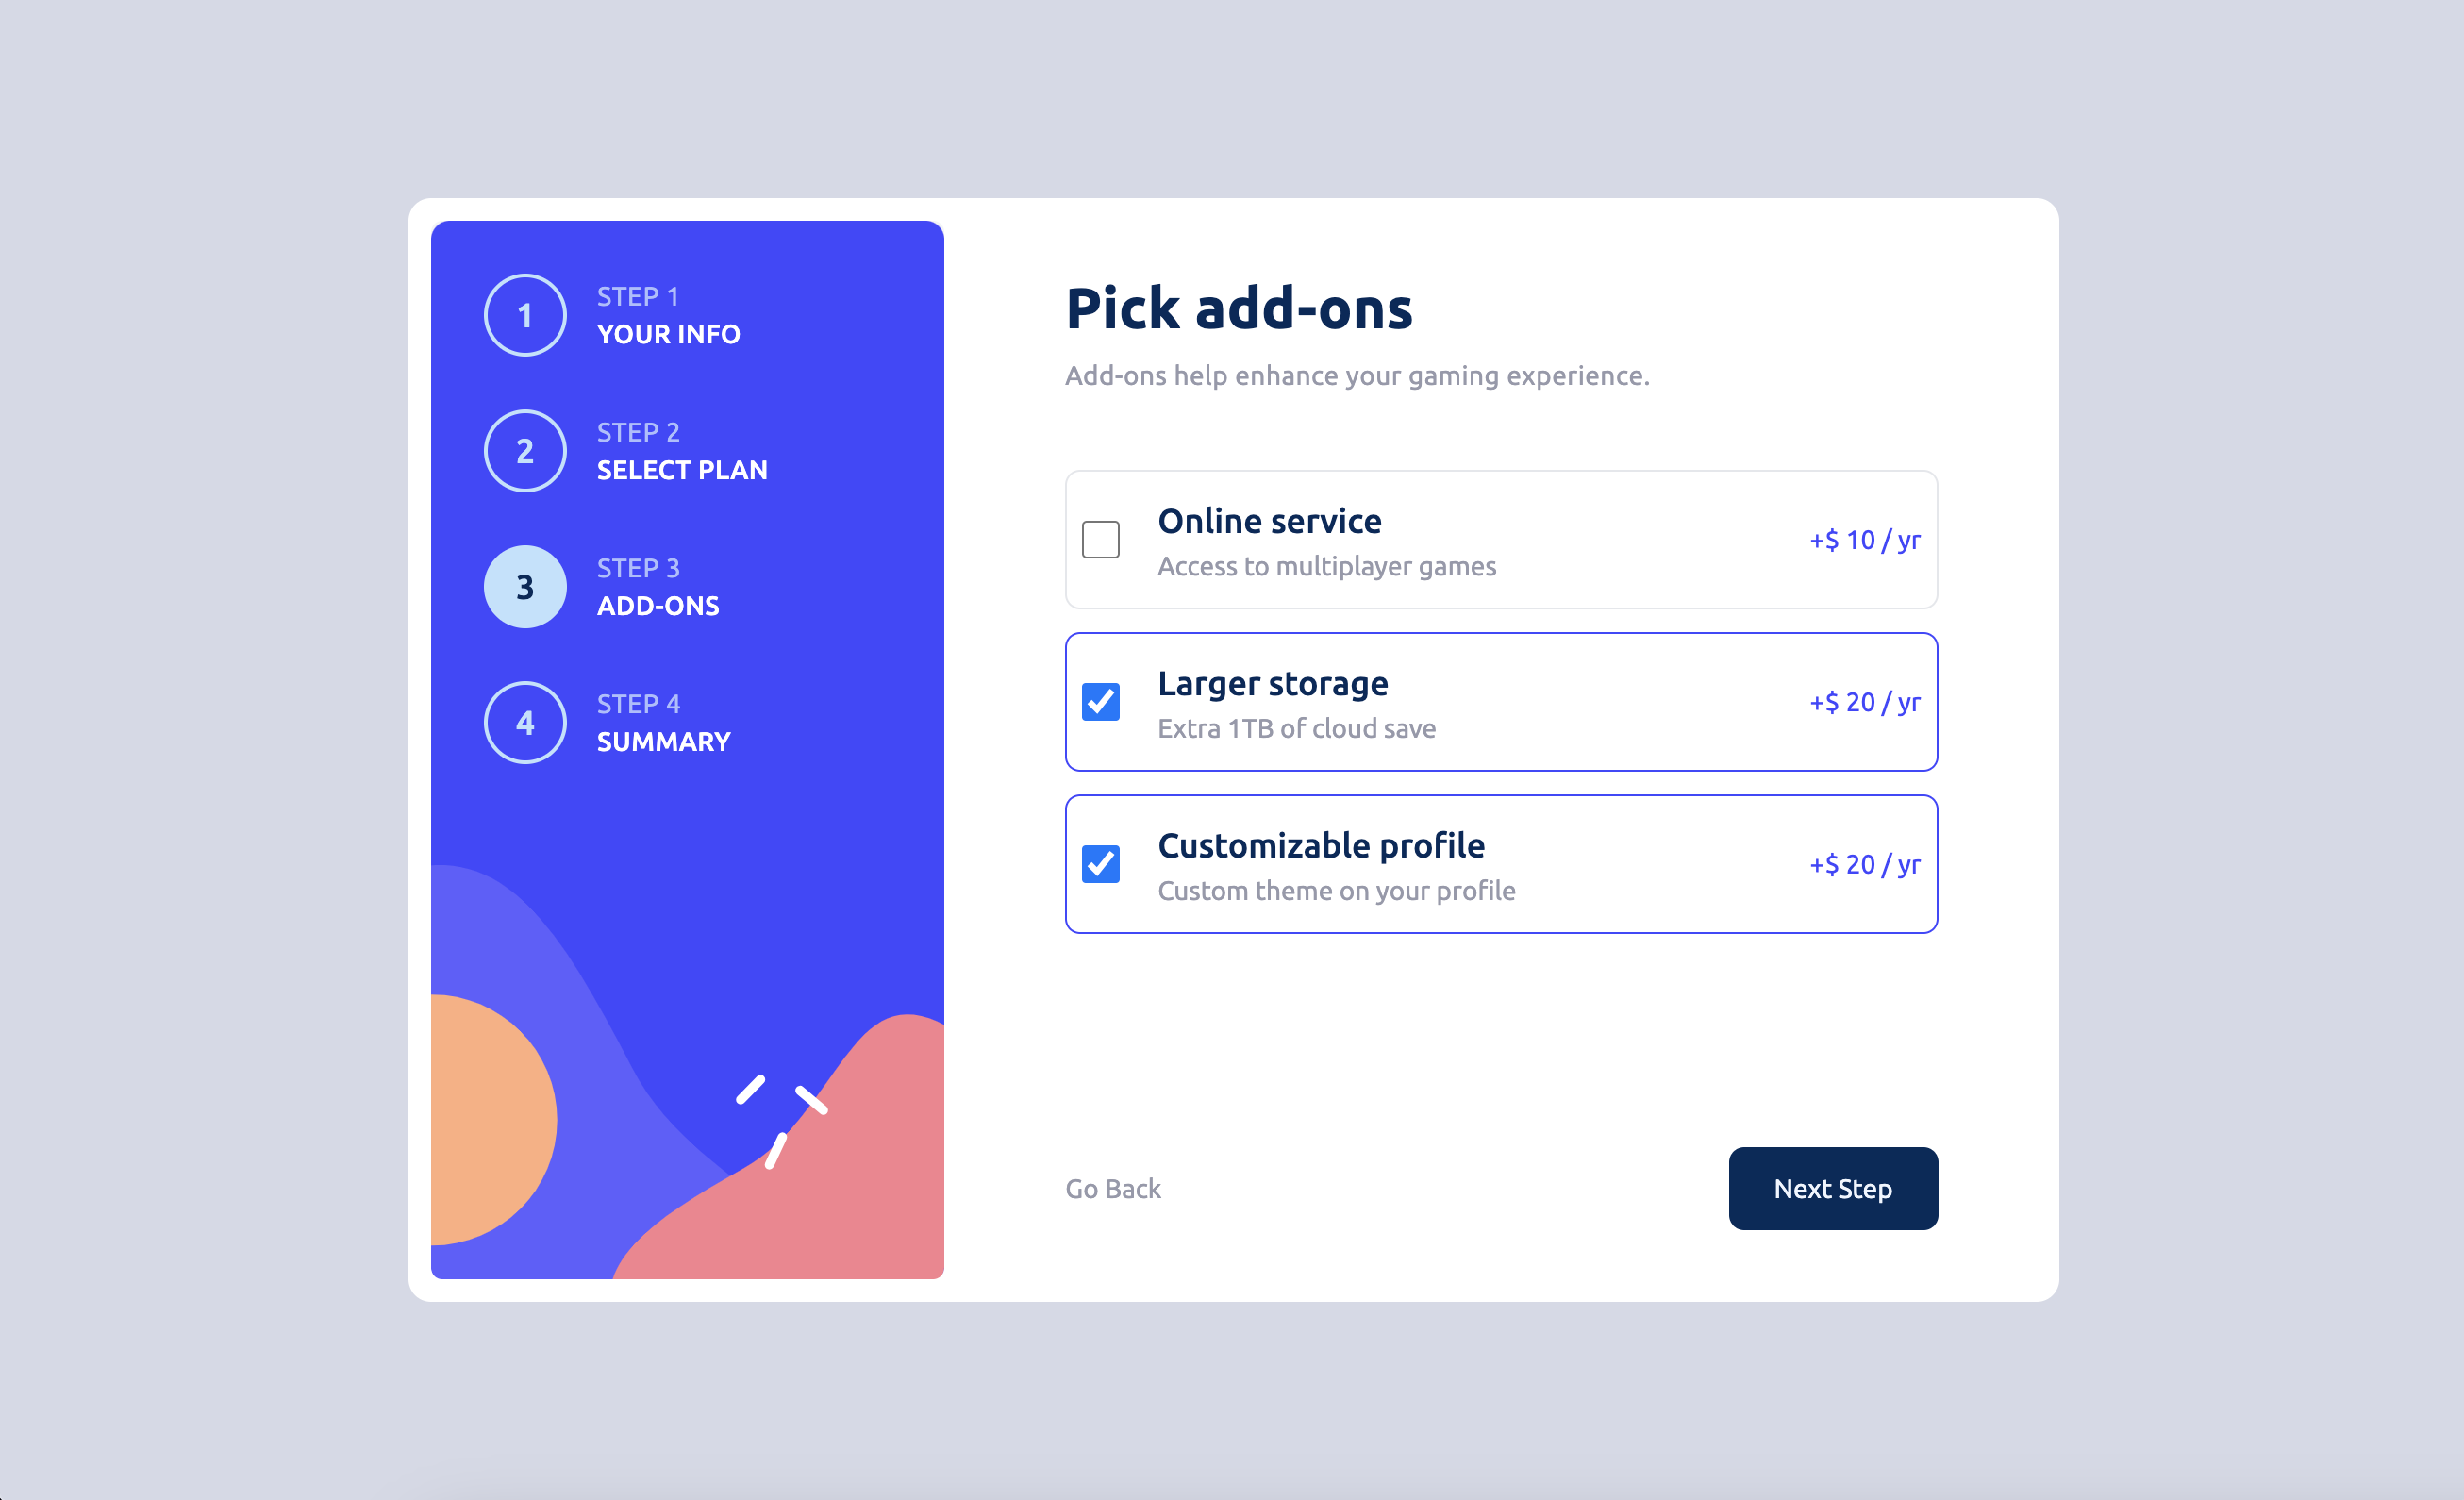 1
STEP 1
YOUR INFO
2
STEP 2
SELECT PLAN
3
STEP 3
ADD-ONS
4
STEP 4
SUMMARY
Pick add-ons
Add-ons help enhance your gaming experience.
Online service
Access to multiplayer games
+$ 10 / yr
Larger storage
Extra 1TB of cloud save
+$ 20 / yr
Customizable profile
Custom theme on your profile
+$ 20 / yr
Go Back
Next Step